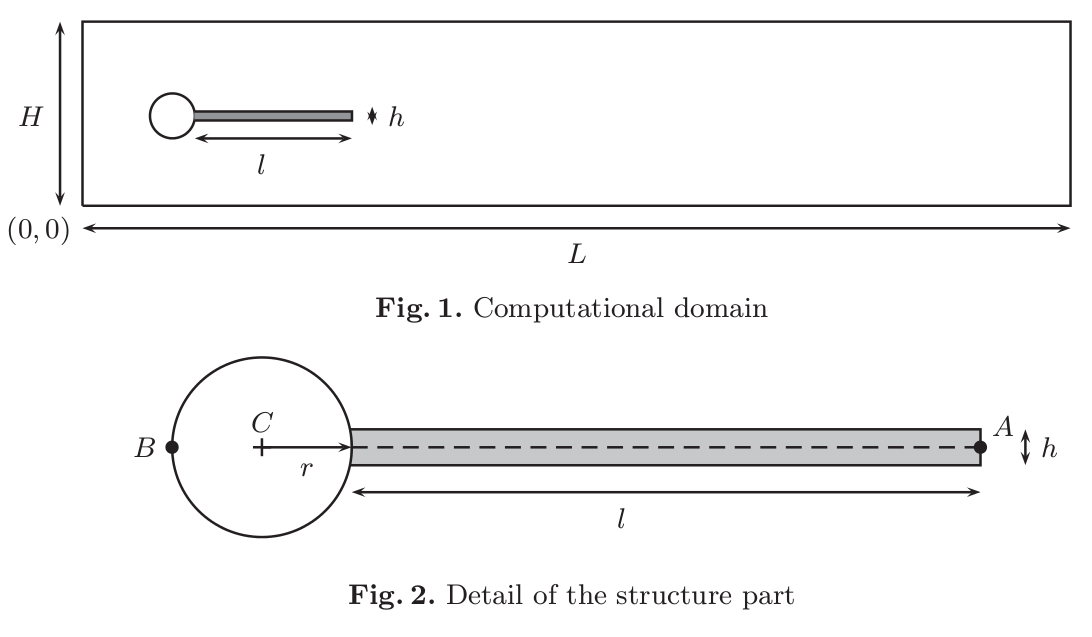 H
h
l
(0, 0)
L
Fig. 1. Computational domain
C
A
B
h
r
l
Fig. 2. Detail of the structure part